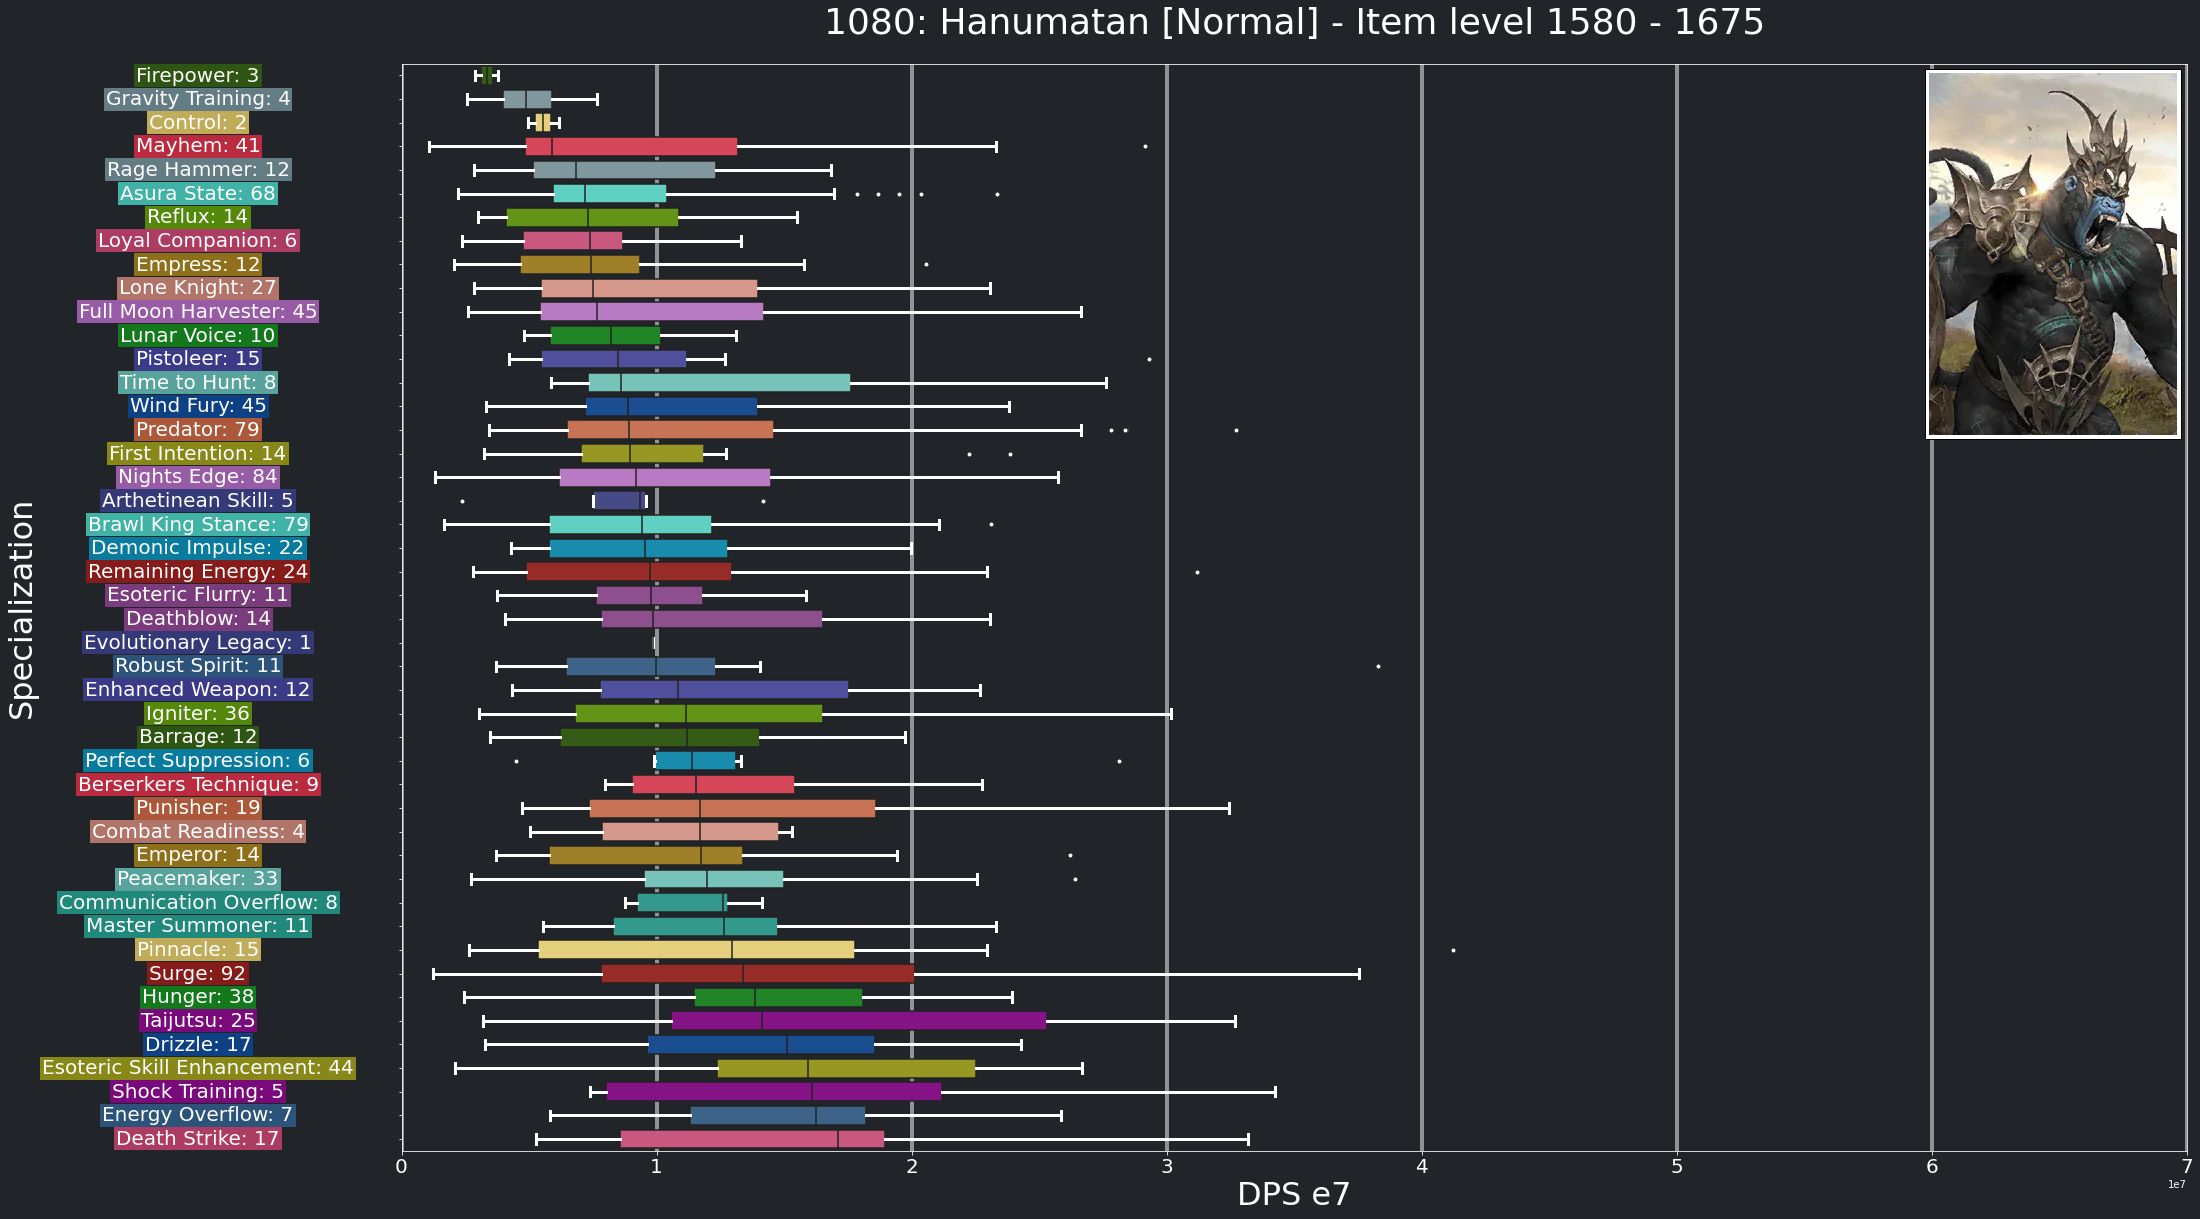 1080: Hanumatan [Normal] - Item level 1580 - 1675
Specialization
Firepower: 3
Gravity Training: 4
Control: 2
Mayhem: 41
Rage Hammer: 12
Asura State: 68
Reflux: 14
Loyal Companion: 6
Empress: 12
Lone Knight: 27
Full Moon Harvester: 45
Lunar Voice: 10
Pistoleer: 15
Time to Hunt: 8
Wind Fury: 45
Predator: 79
First Intention: 14
Nights Edge: 84
Arthetinean Skill: 5
Brawl King Stance: 79
Demonic Impulse: 22
Remaining Energy: 24
Esoteric Flurry: 11
Deathblow: 14
Evolutionary Legacy: 1
Robust Spirit: 11
Enhanced Weapon: 12
Igniter: 36
Barrage: 12
Perfect Suppression: 6
Berserkers Technique: 9
Punisher: 19
Combat Readiness: 4
Emperor: 14
Peacemaker: 33
Communication Overflow: 8
Master Summoner: 11
Pinnacle: 15
Surge: 92
Hunger: 38
Taijutsu: 25
Drizzle: 17
Esoteric Skill Enhancement: 44
Shock Training: 5
Energy Overflow: 7
Death Strike: 17
0 1 2 3 4 5 6 7
1e7
DPS e7